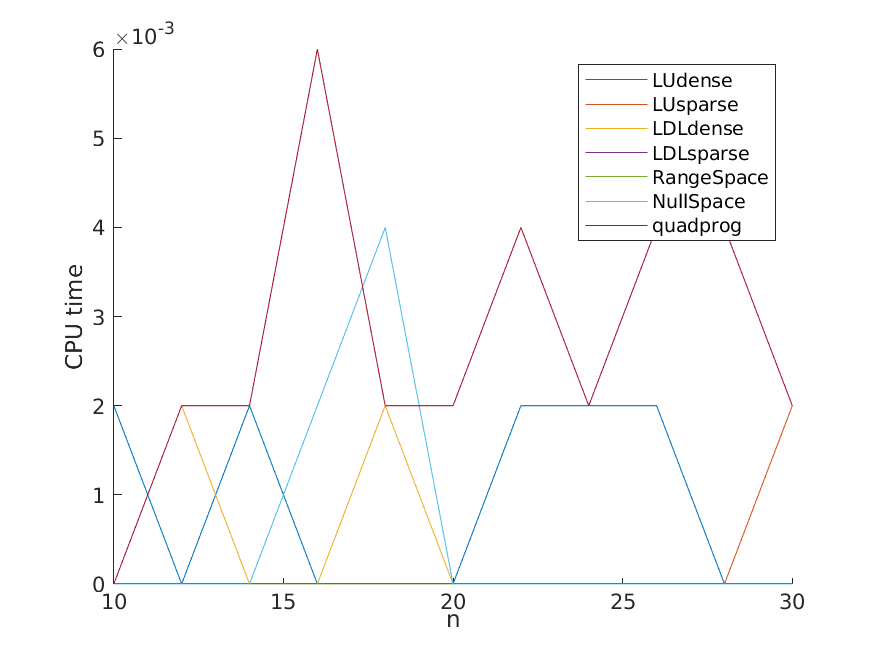 ×10-3
6
5
4
3
2
1
0
CPU time
10
15
20
25
30
n
LUdense
LUsparse
LDLdense
LDLsparse
RangeSpace
NullSpace
quadprog